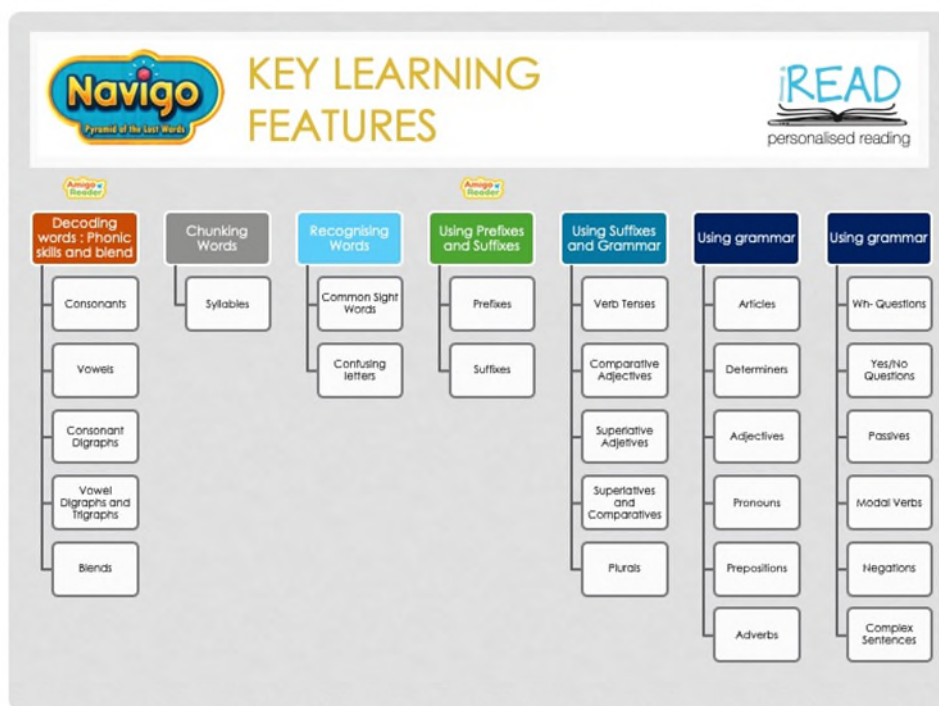 Navigo
Pyramid of the Lost Words
KEY LEARNING
FEATURES
iREAD
personalised reading
Amigo
Reader
Amigo
Reader
Decoding
words : Phonic
skills and blend
Consonants
Vowels
Consonant
Digraphs
Vowel
Digraphs and
Trigraphs
Blends
Chunking
Words
Syllables
Recognising
Words
Common Sight
Words
Confusing
letters
Using Prefixes
and Suffixes
Prefixes
Suffixes
Using Suffixes
and Grammar
Verb Tenses
Comparative
Adjectives
Superlative
Adjetives
Superlatives
and
Comparatives
Plurals
Using grammar
Articles
Determiners
Adjectives
Pronouns
Prepositions
Adverbs
Using grammar
Wh- Questions
Yes/No
Questions
Passives
Modal Verbs
Negations
Complex
Sentences